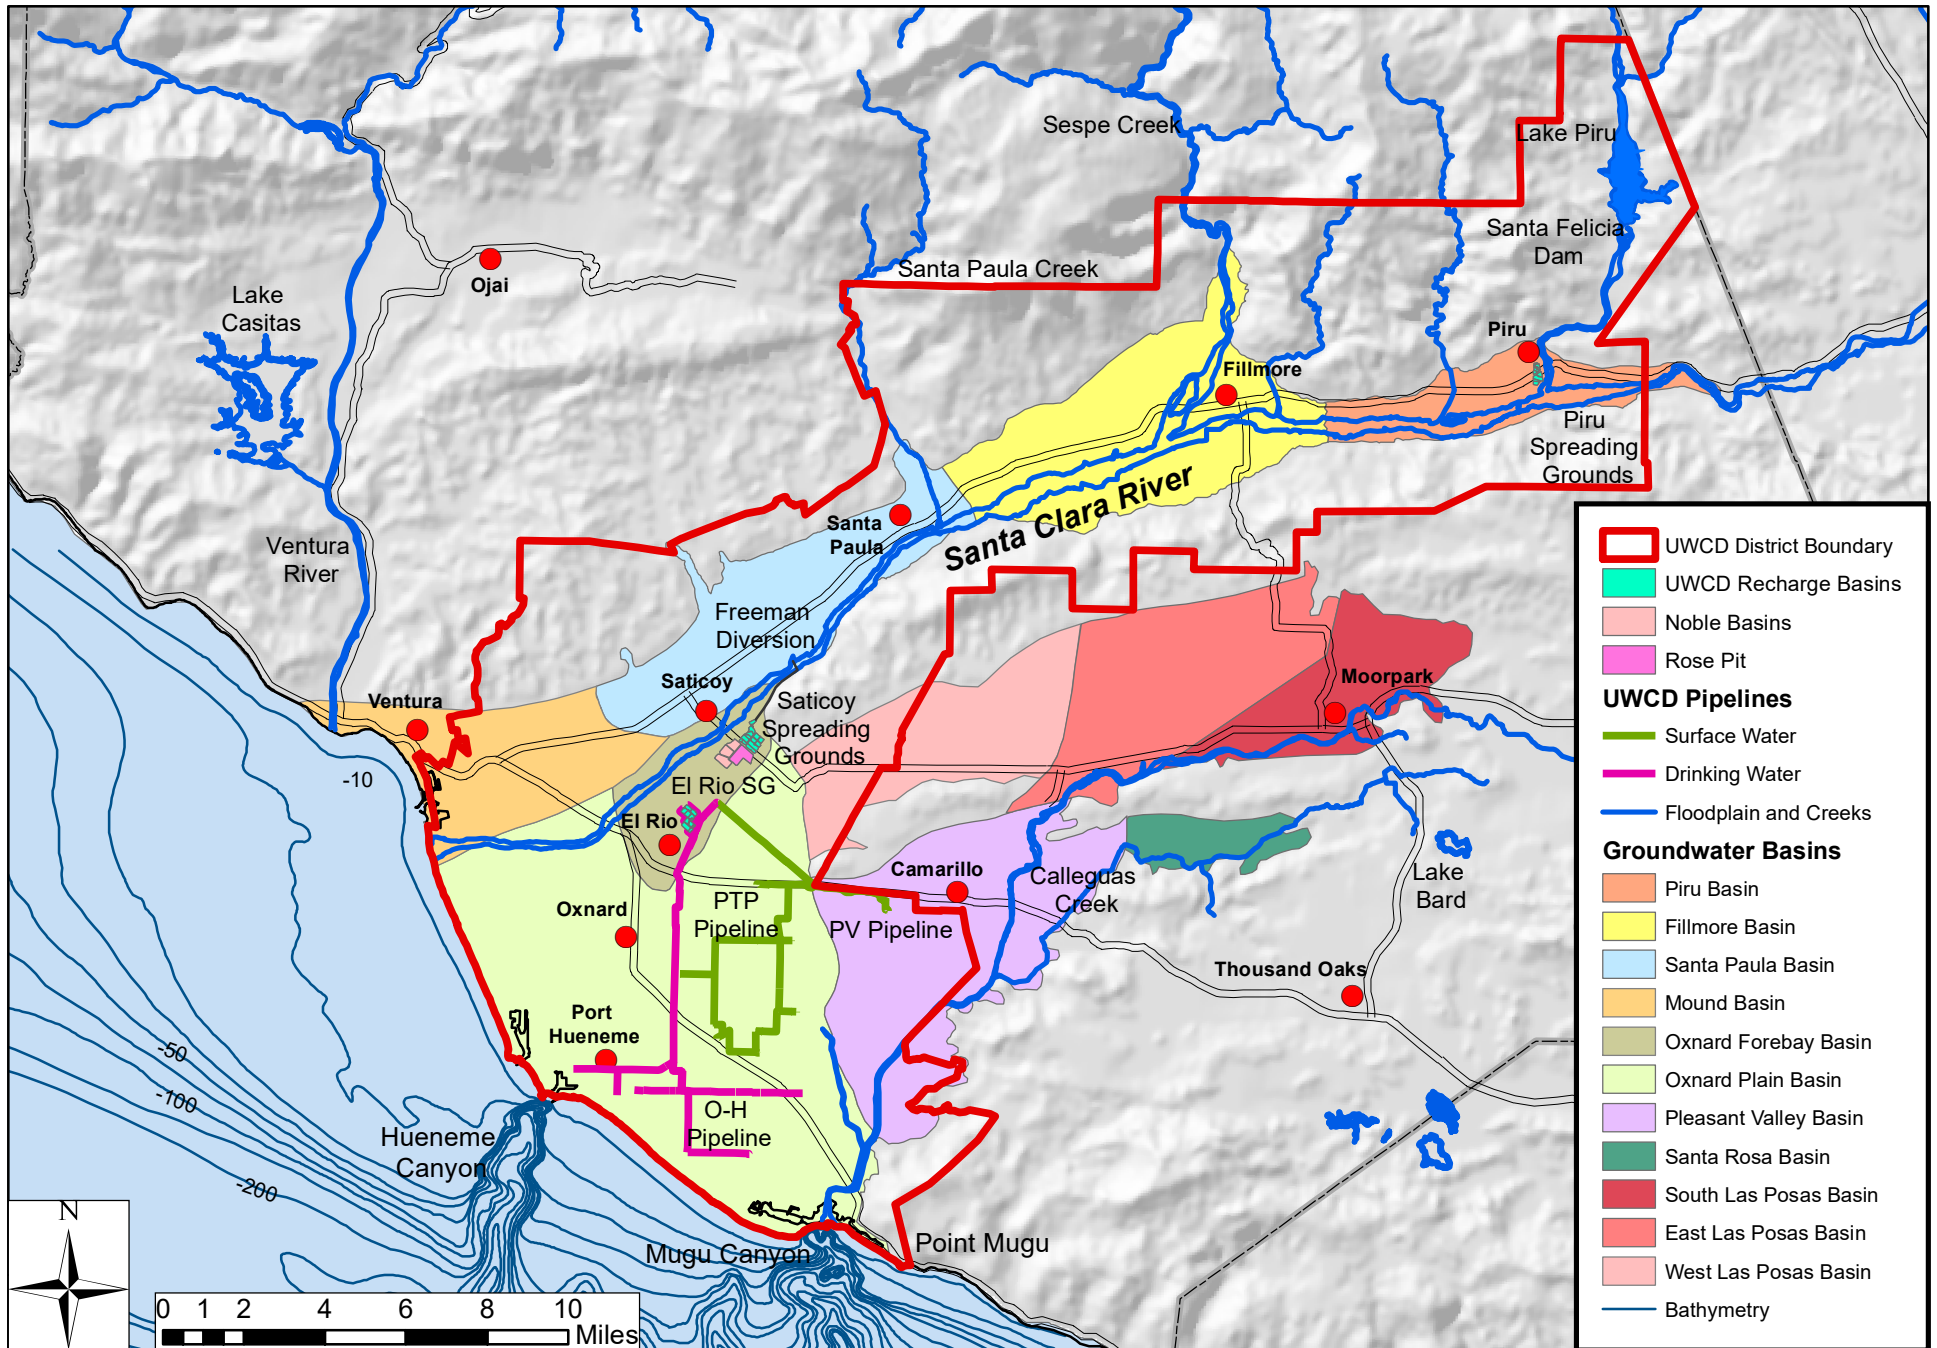 Sespe Creek
Lake Piru
Santa Felicia
Dam
Santa Paula Creek
Ojai
Lake
Casitas
Piru
Fillmore
Piru
Spreading
Grounds
Santa Clara River
Santa
Paula
Ventura
River
Freeman
Diversion
Saticoy
Ventura
Saticoy
Spreading
Grounds
Moorpark
-10
El Rio SG
El Rio
Camarillo
Calleguas
Creek
Lake
Bard
PTP
Pipeline
PV Pipeline
Oxnard
Thousand Oaks
Port
Hueneme
-50
-100
O-H
Pipeline
Hueneme
Canyon
-200
Mugu Canyon
Point Mugu
N
0 1 2 4 6 8 10
Miles
UWCD District Boundary
UWCD Recharge Basins
Noble Basins
Rose Pit
UWCD Pipelines
Surface Water
Drinking Water
Floodplain and Creeks
Groundwater Basins
Piru Basin
Fillmore Basin
Santa Paula Basin
Mound Basin
Oxnard Forebay Basin
Oxnard Plain Basin
Pleasant Valley Basin
Santa Rosa Basin
South Las Posas Basin
East Las Posas Basin
West Las Posas Basin
Bathymetry